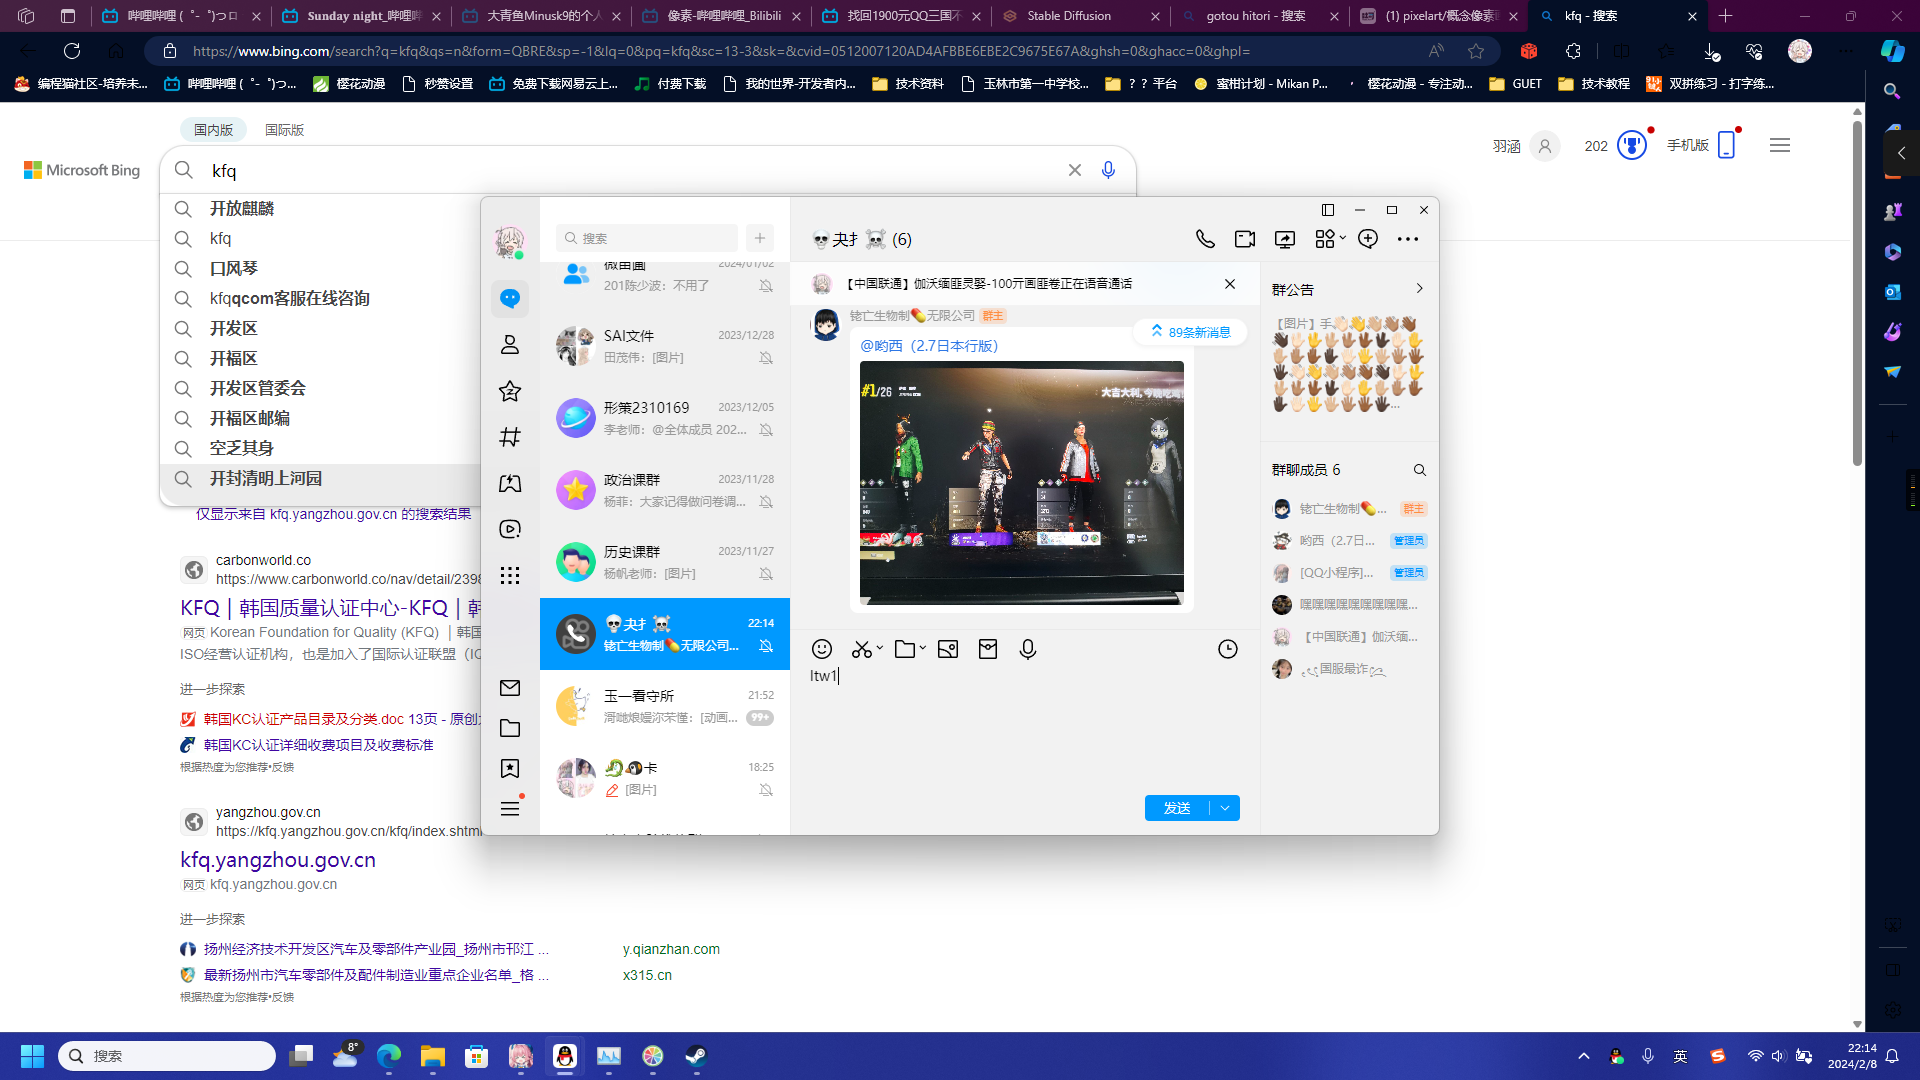 哔哩哔哩 (゜-゜)つロ
Sunday night_哔哩哔
大青鱼Minusk9的个人
像素-哔哩哔哩_Bilibili
找回1900元QQ三国不
Stable Diffusion
gotou hitori - 搜索
(1) pixelart/概念像素画
kfq - 搜索
https://www.bing.com/search?q=kfq&qs=n&form=QBRE&sp=-1&lq=0&pq=kfq&sc=13-3&sk=&cvid=0512007120AD4AFBBE6EBE2C9675E67A&ghsh=0&ghacc=0&ghpl=
编程猫社区-培养未...
哔哩哔哩 (゜-゜)つ...
樱花动漫
秒赞设置
免费下载网易云上...
付费下载
我的世界-开发者内...
技术资料
玉林市第一中学校...
？？平台
蜜柑计划 - Mikan P...
樱花动漫 - 专注动...
GUET
技术教程
双拼练习 - 打字练...
国内版
国际版
Microsoft Bing
kfq
羽涵
202
手机版
开放麒麟
kfq
口风琴
kfqqcom客服在线咨询
开发区
开福区
开发区管委会
开福区邮编
空乏其身
开封清明上河园
仅显示来自 kfq.yangzhou.gov.cn 的搜索结果
carbonworld.co
https://www.carbonworld.co/nav/detail/2398
KFQ | 韩国质量认证中心-KFQ | 韩
网页 Korean Foundation for Quality (KFQ) ｜韩国
ISO经营认证机构，也是加入了国际认证联盟（IQ
进一步探索
韩国KC认证产品目录及分类.doc 13页 - 原创力
韩国KC认证详细收费项目及收费标准
根据热度为您推荐•反馈
yangzhou.gov.cn
https://kfq.yangzhou.gov.cn/kfq/index.shtml
kfq.yangzhou.gov.cn
网页 kfq.yangzhou.gov.cn
进一步探索
扬州经济技术开发区汽车及零部件产业园_扬州市邗江 ...
y.qianzhan.com
最新扬州市汽车零部件及配件制造业重点企业名单_格 ...
x315.cn
根据热度为您推荐•反馈
搜索
微苗圃
2024/01/02
201陈少波：不用了
SAI文件
2023/12/28
田茂伟：[图片]
形策2310169
2023/12/05
李老师：@全体成员 202...
政治课群
2023/11/28
杨菲：大家记得做问卷调...
历史课群
2023/11/27
杨帆老师：[图片]
💀夬扌☠️
22:14
铑亡生物制💊无限公司...
玉一看守所
21:52
99+
🐉🐧卡
18:25
[图片]
💀夬扌☠️ (6)
【中国联通】伽沃缅匪灵娶-100亓画匪卷正在语音通话
铑亡生物制💊无限公司 群主
89条新消息
@哟西（2.7日本行版）
#1/26
大吉大利, 今晚吃鸡
ltw1
发送
群公告
【图片】手
群聊成员 6
铑亡生物制💊... 群主
哟西（2.7日... 管理员
[QQ小程序]... 管理员
嘿嘿嘿嘿嘿嘿嘿嘿...
【中国联通】伽沃缅...
国服最诈
8°
搜索
英
22:14
2024/2/8